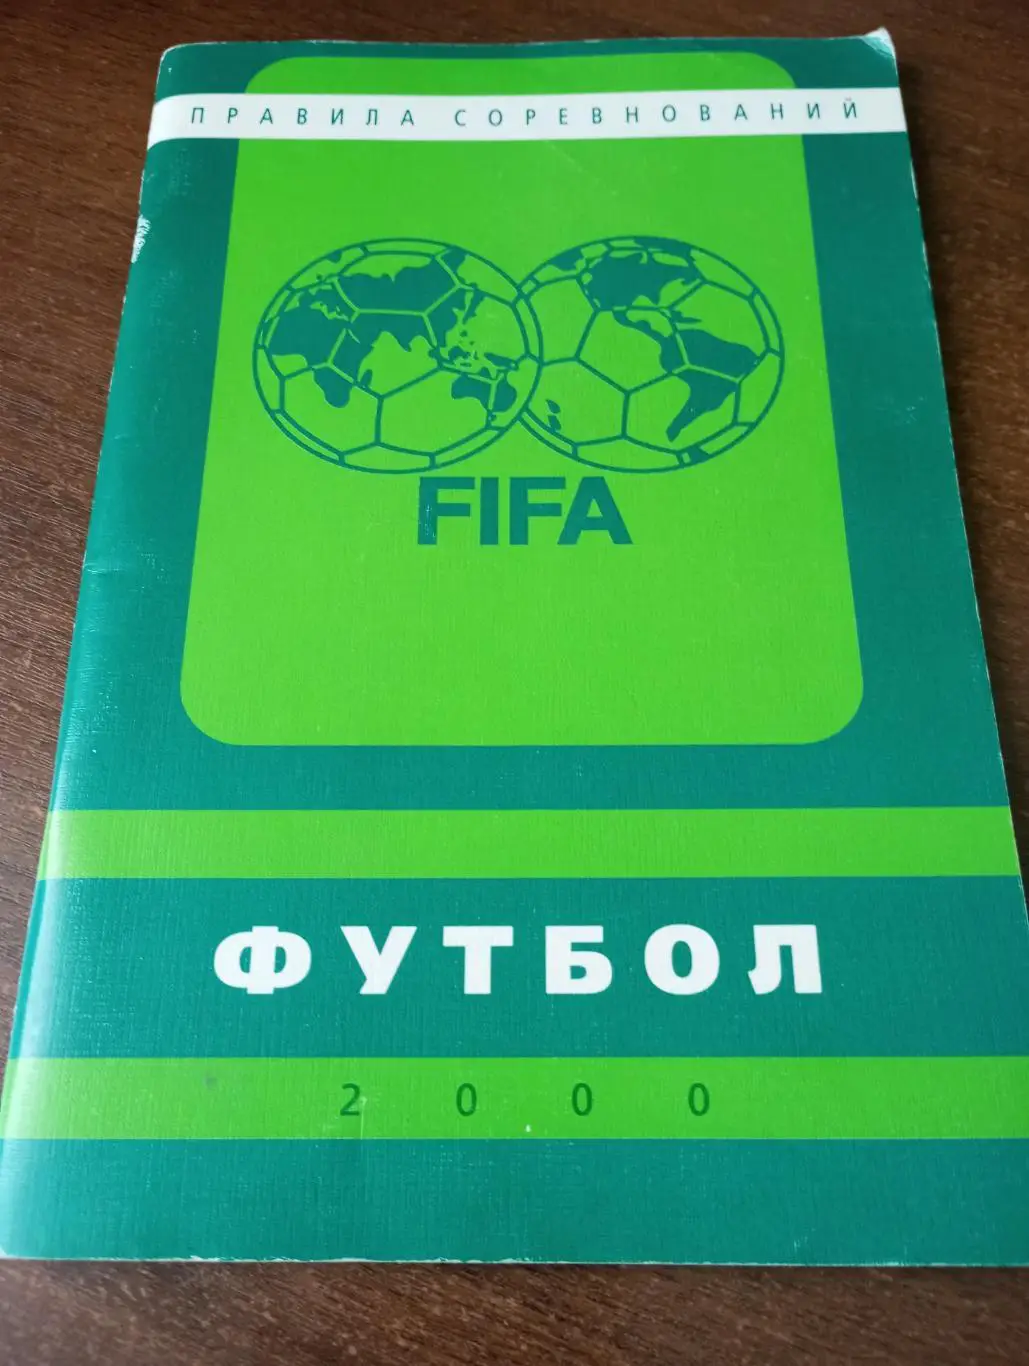 ПРАВИЛА СОРЕВНОВАНИЙ
FIFA
ФУТБОЛ
2000